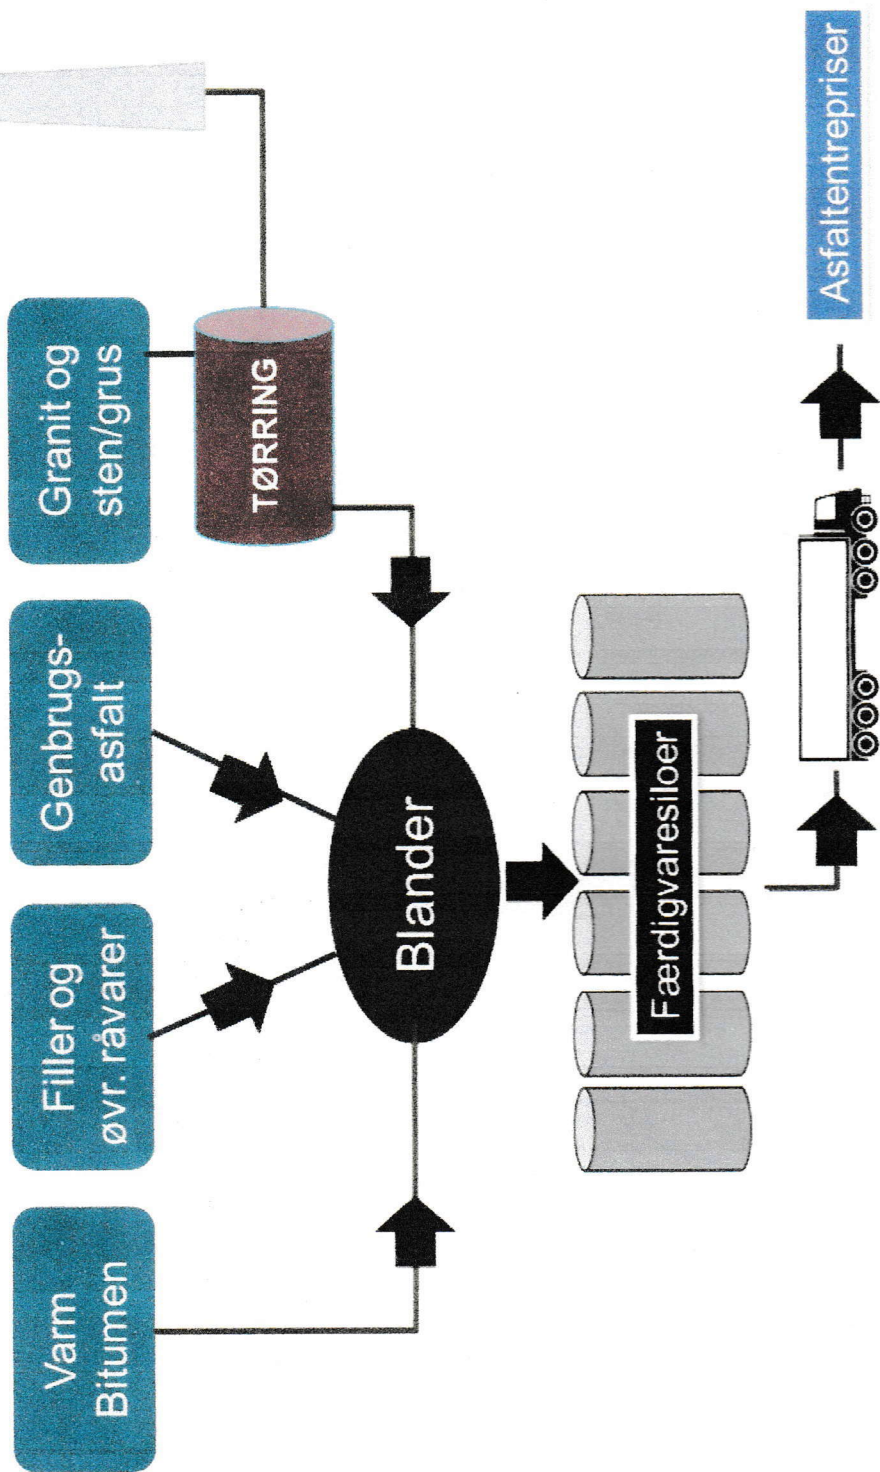 Varm
Bitumen
Filler og
øvr. råvarer
Genbrugs-
asfalt
Granit og
sten/grus
TØRRING
Blander
Færdigvaresiloer
Asfaltentrepriser